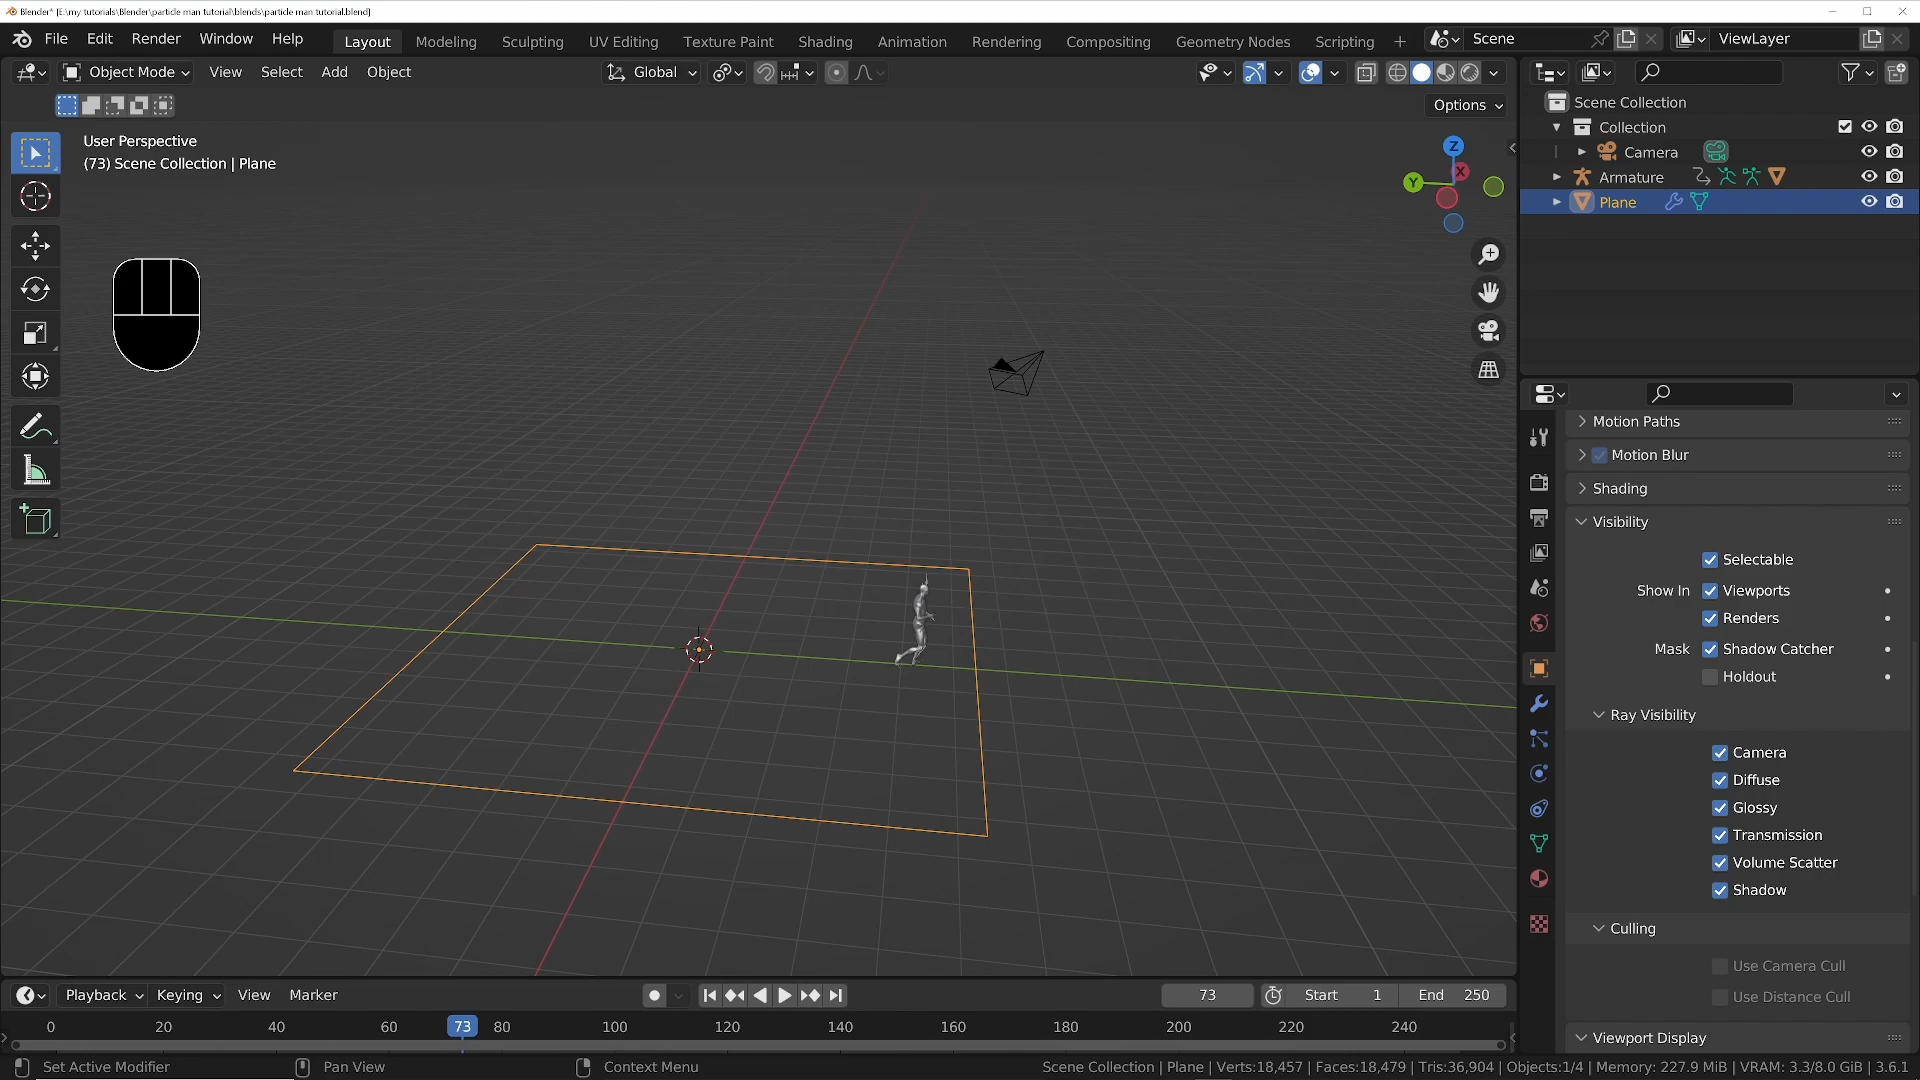 Blender* [E:\my tutorials\Blender\particle man tutorial\blends\particle man tutorial.blend]
File Edit Render Window Help Layout Modeling Sculpting UV Editing Texture Paint Shading Animation Rendering Compositing Geometry Nodes Scripting + Scene ViewLayer
Object Mode View Select Add Object Global
Options
User Perspective
(73) Scene Collection | Plane
Z
X
Y
Scene Collection
Collection
Camera
Armature
Plane
Motion Paths
Motion Blur
Shading
Visibility
Selectable
Show In Viewports
Renders
Mask Shadow Catcher
Holdout
Ray Visibility
Camera
Diffuse
Glossy
Transmission
Volume Scatter
Shadow
Culling
Use Camera Cull
Use Distance Cull
Viewport Display
Playback Keying View Marker 73 Start 1 End 250
0 20 40 60 73 80 100 120 140 160 180 200 220 240
Set Active Modifier Pan View Context Menu Scene Collection | Plane | Verts:18,457 | Faces:18,479 | Tris:36,904 | Objects:1/4 | Memory: 227.9 MiB | VRAM: 3.3/8.0 GiB | 3.6.1